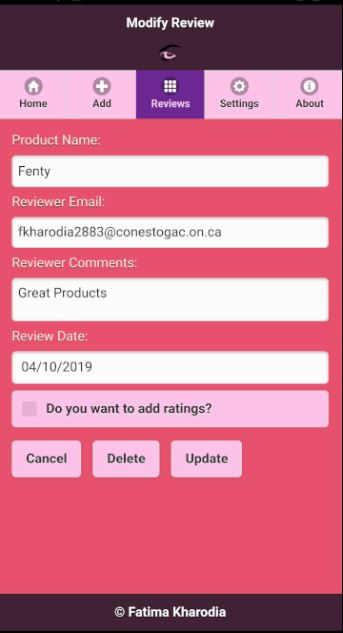 Modify Review
Home Add Reviews Settings About
Product Name:
Fenty
Reviewer Email:
fkharodia2883@conestogac.on.ca
Reviewer Comments:
Great Products
Review Date:
04/10/2019
Do you want to add ratings?
Cancel Delete Update
© Fatima Kharodia